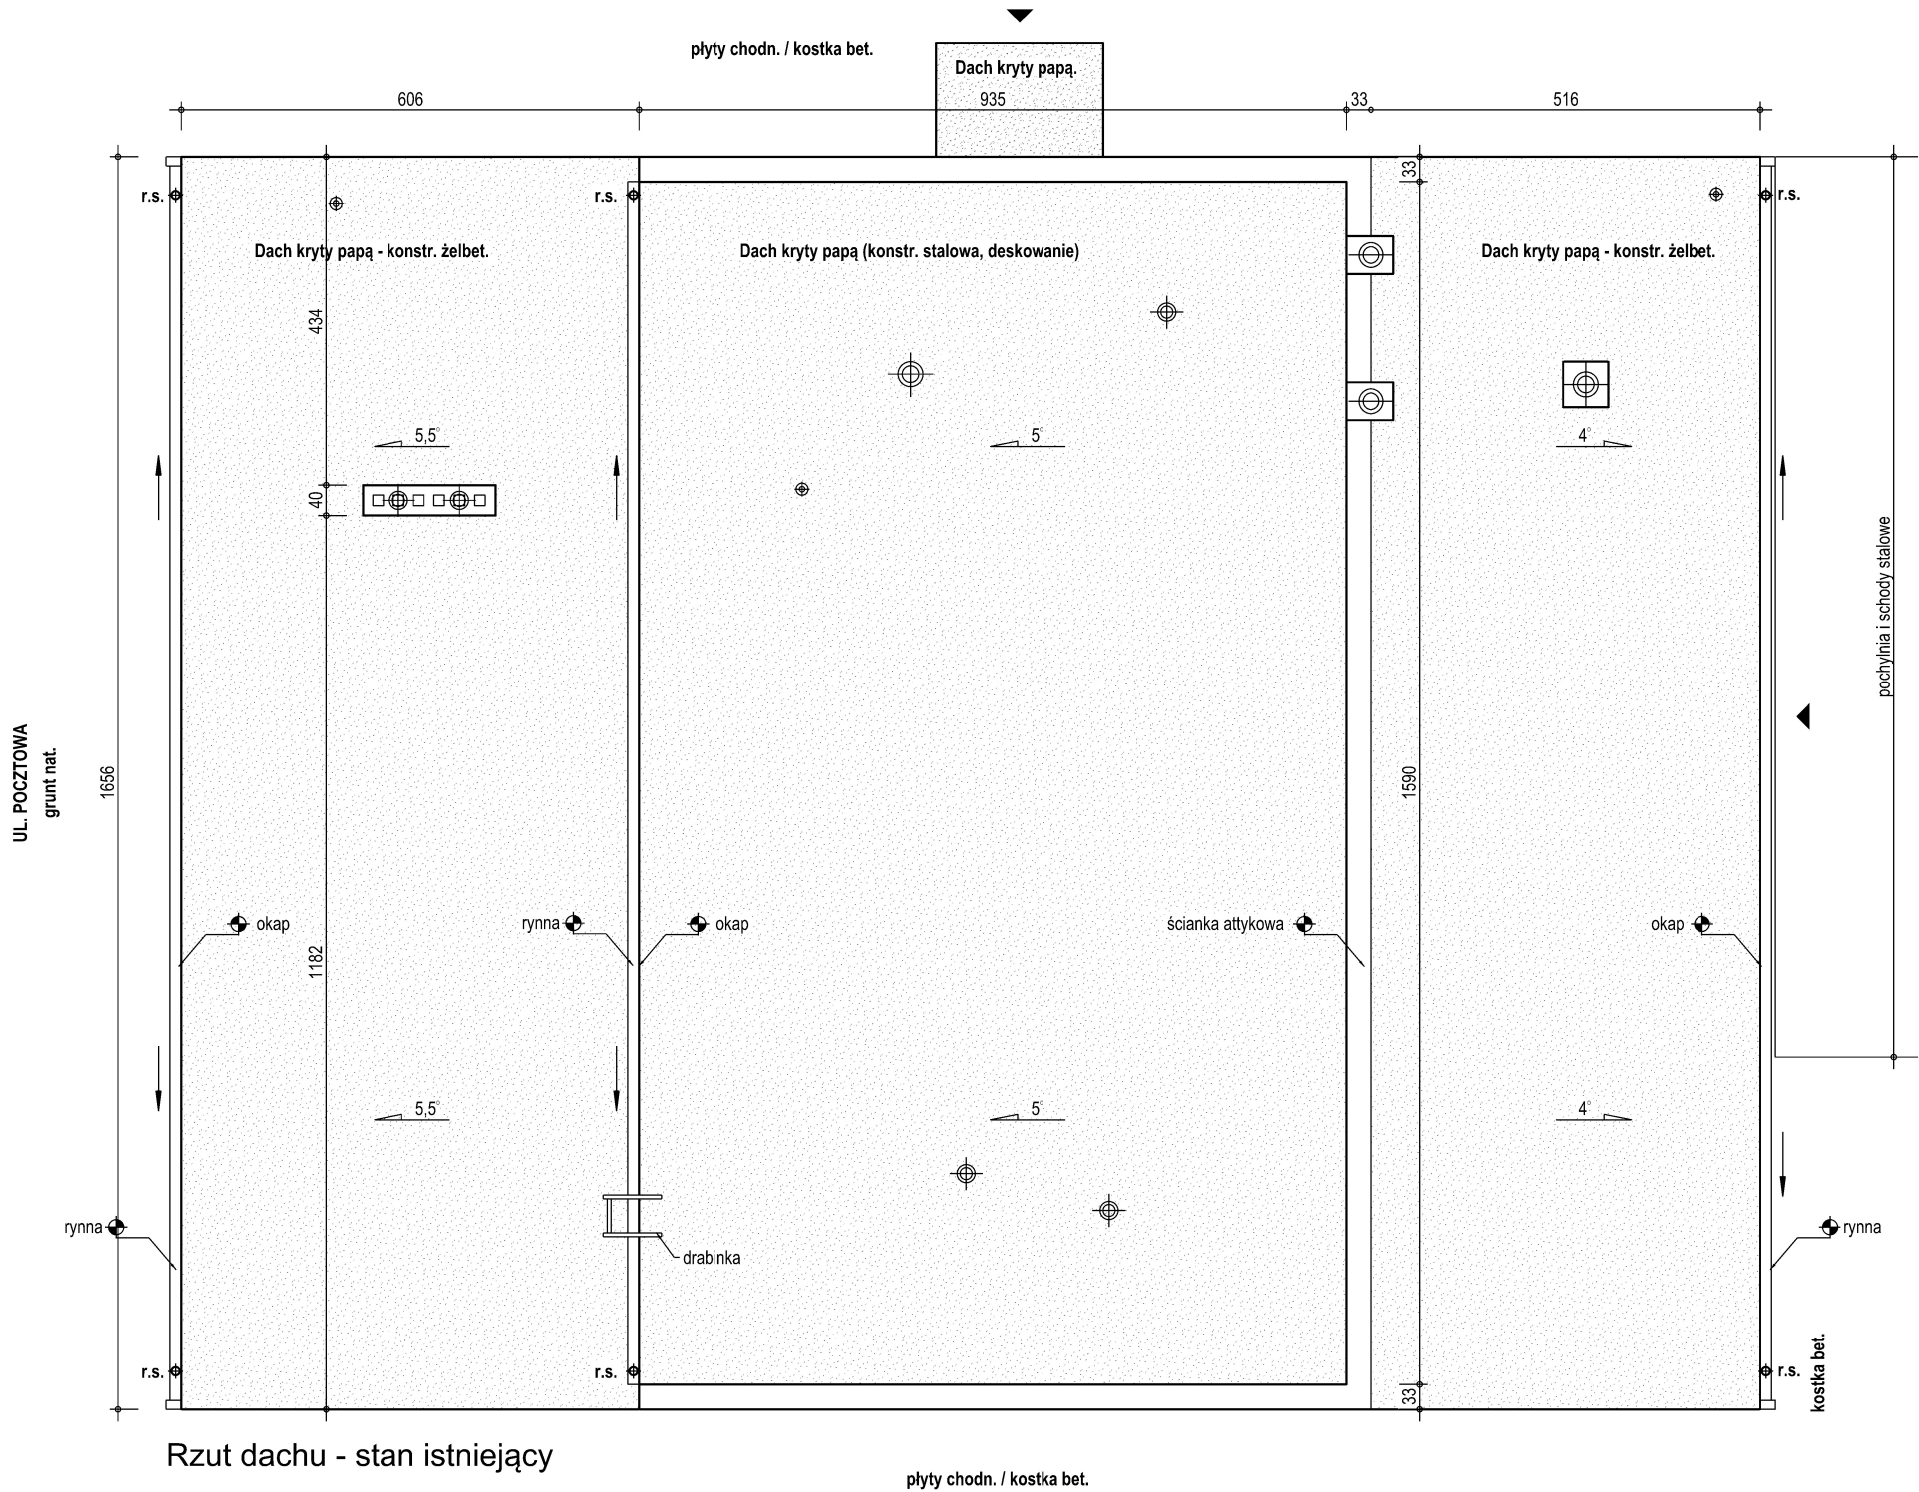 płyty chodn. / kostka bet.
Dach kryty papą.
606
935
33
516
33
r.s.
r.s.
r.s.
Dach kryty papą - konstr. żelbet.
Dach kryty papą (konstr. stalowa, deskowanie)
Dach kryty papą - konstr. żelbet.
434
5,5°
5°
4°
40
pochylnia i schody stalowe
UL. POCZTOWA
grunt nat.
1656
1590
okap
rynna
okap
ścianka attykowa
okap
1182
5,5°
5°
4°
rynna
drabinka
rynna
r.s.
r.s.
r.s.
33
kostka bet.
Rzut dachu - stan istniejący
płyty chodn. / kostka bet.